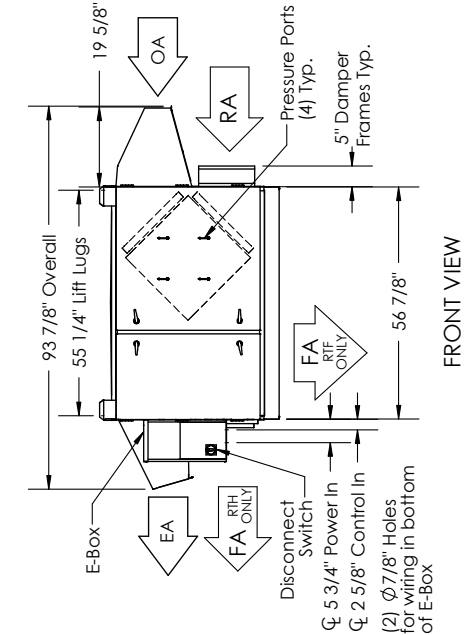 93 7/8" Overall
19 5/8"
55 1/4" Lift Lugs
E-Box
OA
EA
RA
Pressure Ports
(4) Typ.
5" Damper
Frames Typ.
FA RTH
ONLY
FA
RTF
ONLY
Disconnect
Switch
56 7/8"
℄ 5 3/4" Power In
℄ 2 5/8" Control In
(2) ∅7/8" Holes
for wiring in bottom
of E-Box
FRONT VIEW